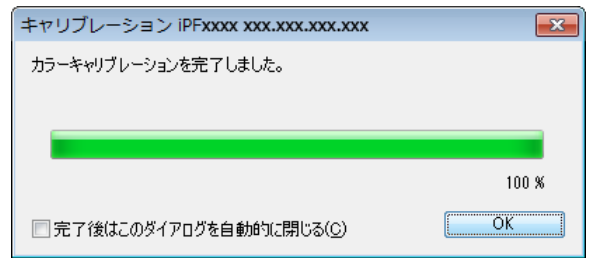 キャリブレーション iPFxxxx xxx.xxx.xxx.xxx
カラーキャリブレーションを完了しました。
100 %
完了後はこのダイアログを自動的に閉じる(C)
OK